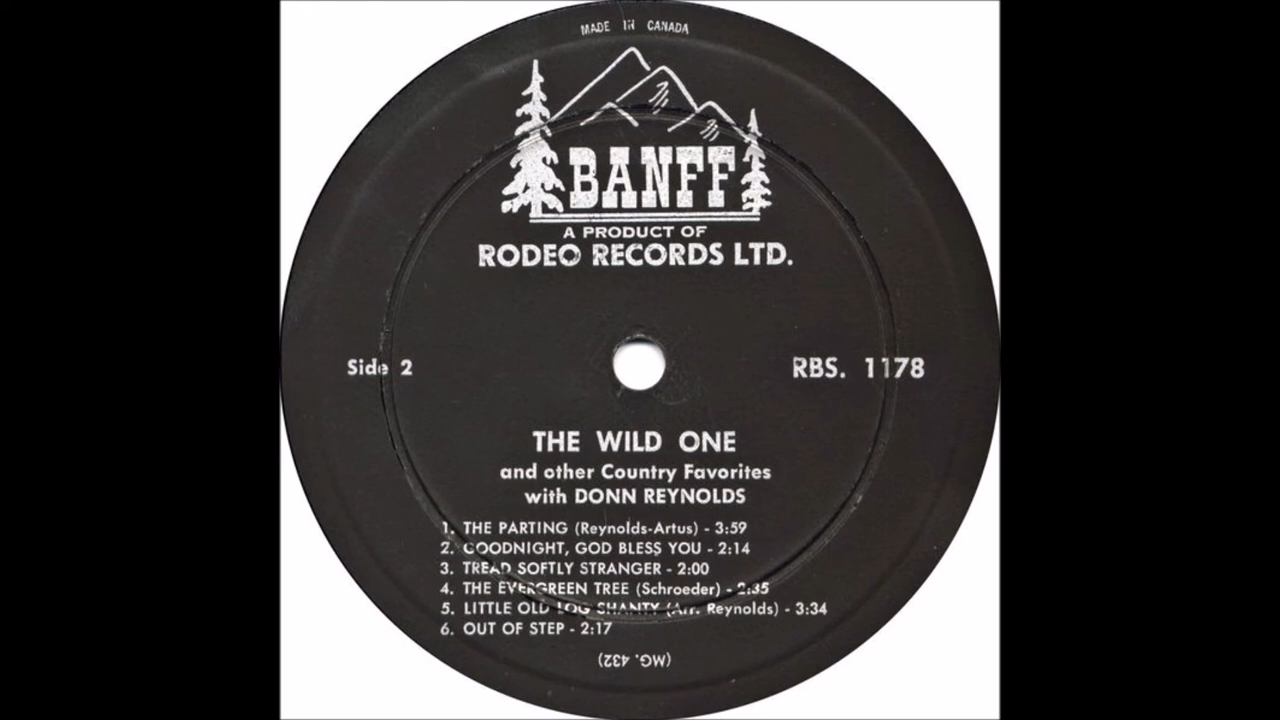 MADE IN CANADA
BANFF
A PRODUCT OF
RODEO RECORDS LTD.
Side 2
RBS. 1178
THE WILD ONE
and other Country Favorites
with DONN REYNOLDS
1. THE PARTING (Reynolds-Artus) - 3:59
2. GOODNIGHT, GOD BLESS YOU - 2:14
3. TREAD SOFTLY STRANGER - 2:00
4. THE EVERGREEN TREE (Schroeder) - 2:35
5. LITTLE OLD LOG SHANTY (Arr. Reynolds) - 3:34
6. OUT OF STEP - 2:17
(MG. 432)